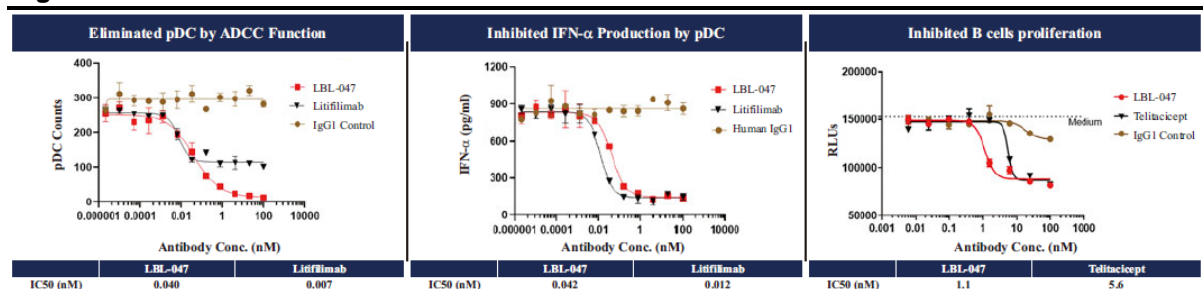 Eliminated pDC by ADCC Function
400
300
200
100
0
pDC Counts
0.000001 0.0001 0.01 1 100 10000
Antibody Conc. (nM)
LBL-047
Litifilimab
IgG1 Control
LBL-047 Litifilimab
IC50 (nM) 0.040 0.007
Inhibited IFN-α Production by pDC
1200
900
600
300
0
IFN-α (pg/ml)
0.000001 0.0001 0.01 1 100 10000
Antibody Conc. (nM)
LBL-047
Litifilimab
Human IgG1
LBL-047 Litifilimab
IC50 (nM) 0.042 0.012
Inhibited B cells proliferation
200000
150000
100000
50000
RLUs
0.001 0.01 0.1 1 10 100 1000
Antibody Conc. (nM)
LBL-047
Telitacicept
IgG1 Control
Medium
LBL-047 Telitacicept
IC50 (nM) 1.1 5.6